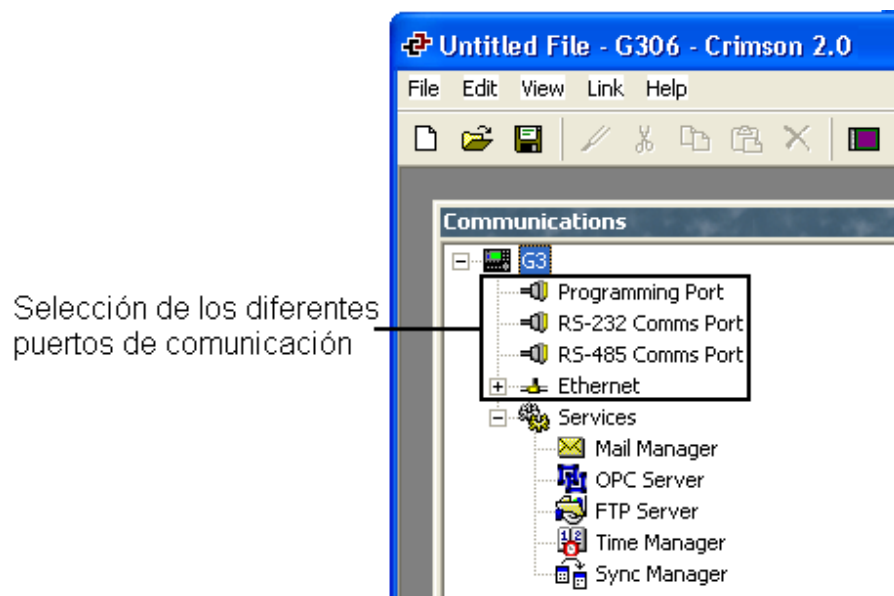 Untitled File - G306 - Crimson 2.0
File Edit View Link Help
Communications
G3
Programming Port
RS-232 Comms Port
RS-485 Comms Port
Ethernet
Services
Mail Manager
OPC Server
FTP Server
Time Manager
Sync Manager
Selección de los diferentes
puertos de comunicación